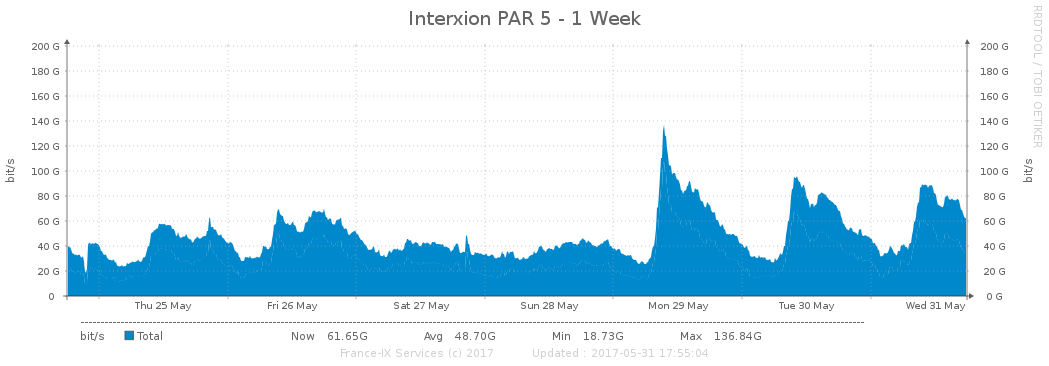 Interxion PAR 5 - 1 Week
RRDTOOL / TOBI OETIKER
bit/s
200 G
180 G
160 G
140 G
120 G
100 G
80 G
60 G
40 G
20 G
0
200 G
180 G
160 G
140 G
120 G
100 G
80 G
60 G
40 G
20 G
0 G
bit/s
Thu 25 May Fri 26 May Sat 27 May Sun 28 May Mon 29 May Tue 30 May Wed 31 May
bit/s Total Now 61.65G Avg 48.70G Min 18.73G Max 136.84G
France-IX Services (c) 2017 Updated : 2017-05-31 17:55:04